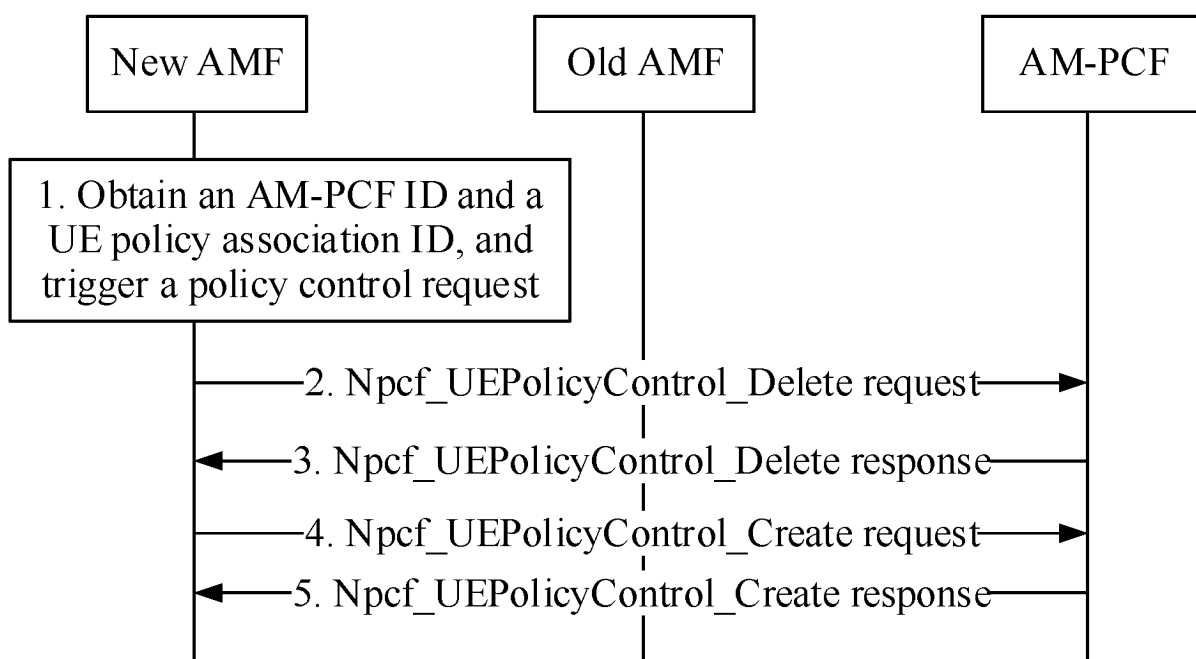 New AMF
Old AMF
AM-PCF
1. Obtain an AM-PCF ID and a
UE policy association ID, and
trigger a policy control request
2. Npcf_UEPolicyControl_Delete request
3. Npcf_UEPolicyControl_Delete response
4. Npcf_UEPolicyControl_Create request
5. Npcf_UEPolicyControl_Create response